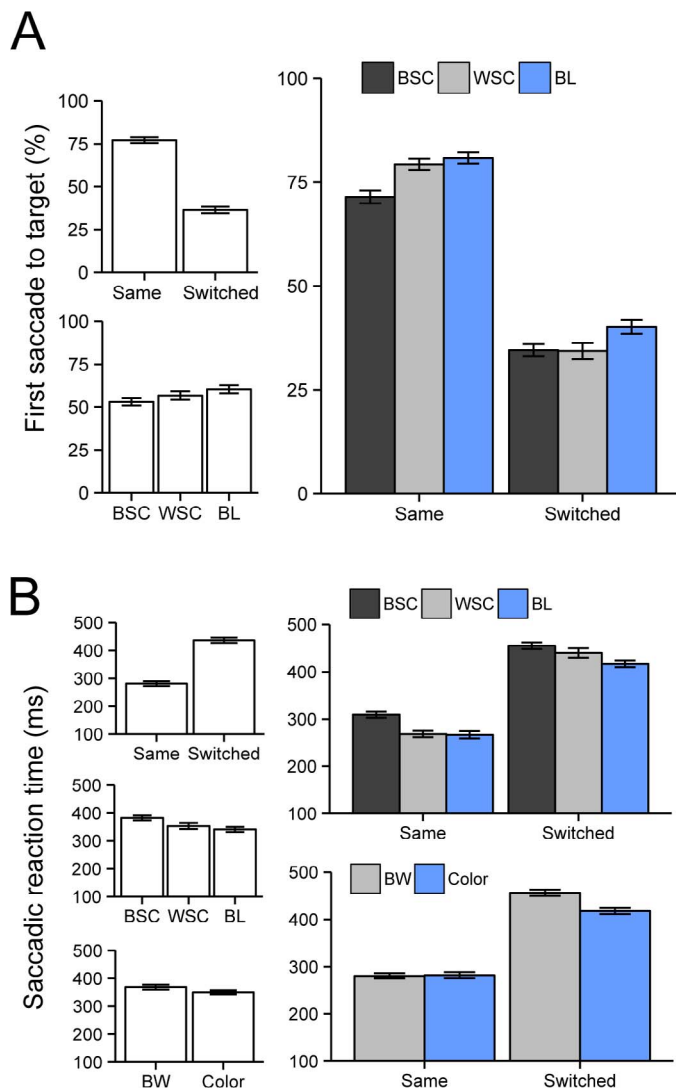 A
First saccade to target (%)
100
75
50
25
0
Same Switched
100
75
50
25
0
BSC WSC BL
BSC WSC BL
100
75
50
25
0
Same Switched
B
Saccadic reaction time (ms)
500
400
300
200
100
Same Switched
500
400
300
200
100
BSC WSC BL
500
400
300
200
100
BW Color
BSC WSC BL
500
400
300
200
100
Same Switched
BW Color
500
400
300
200
100
Same Switched